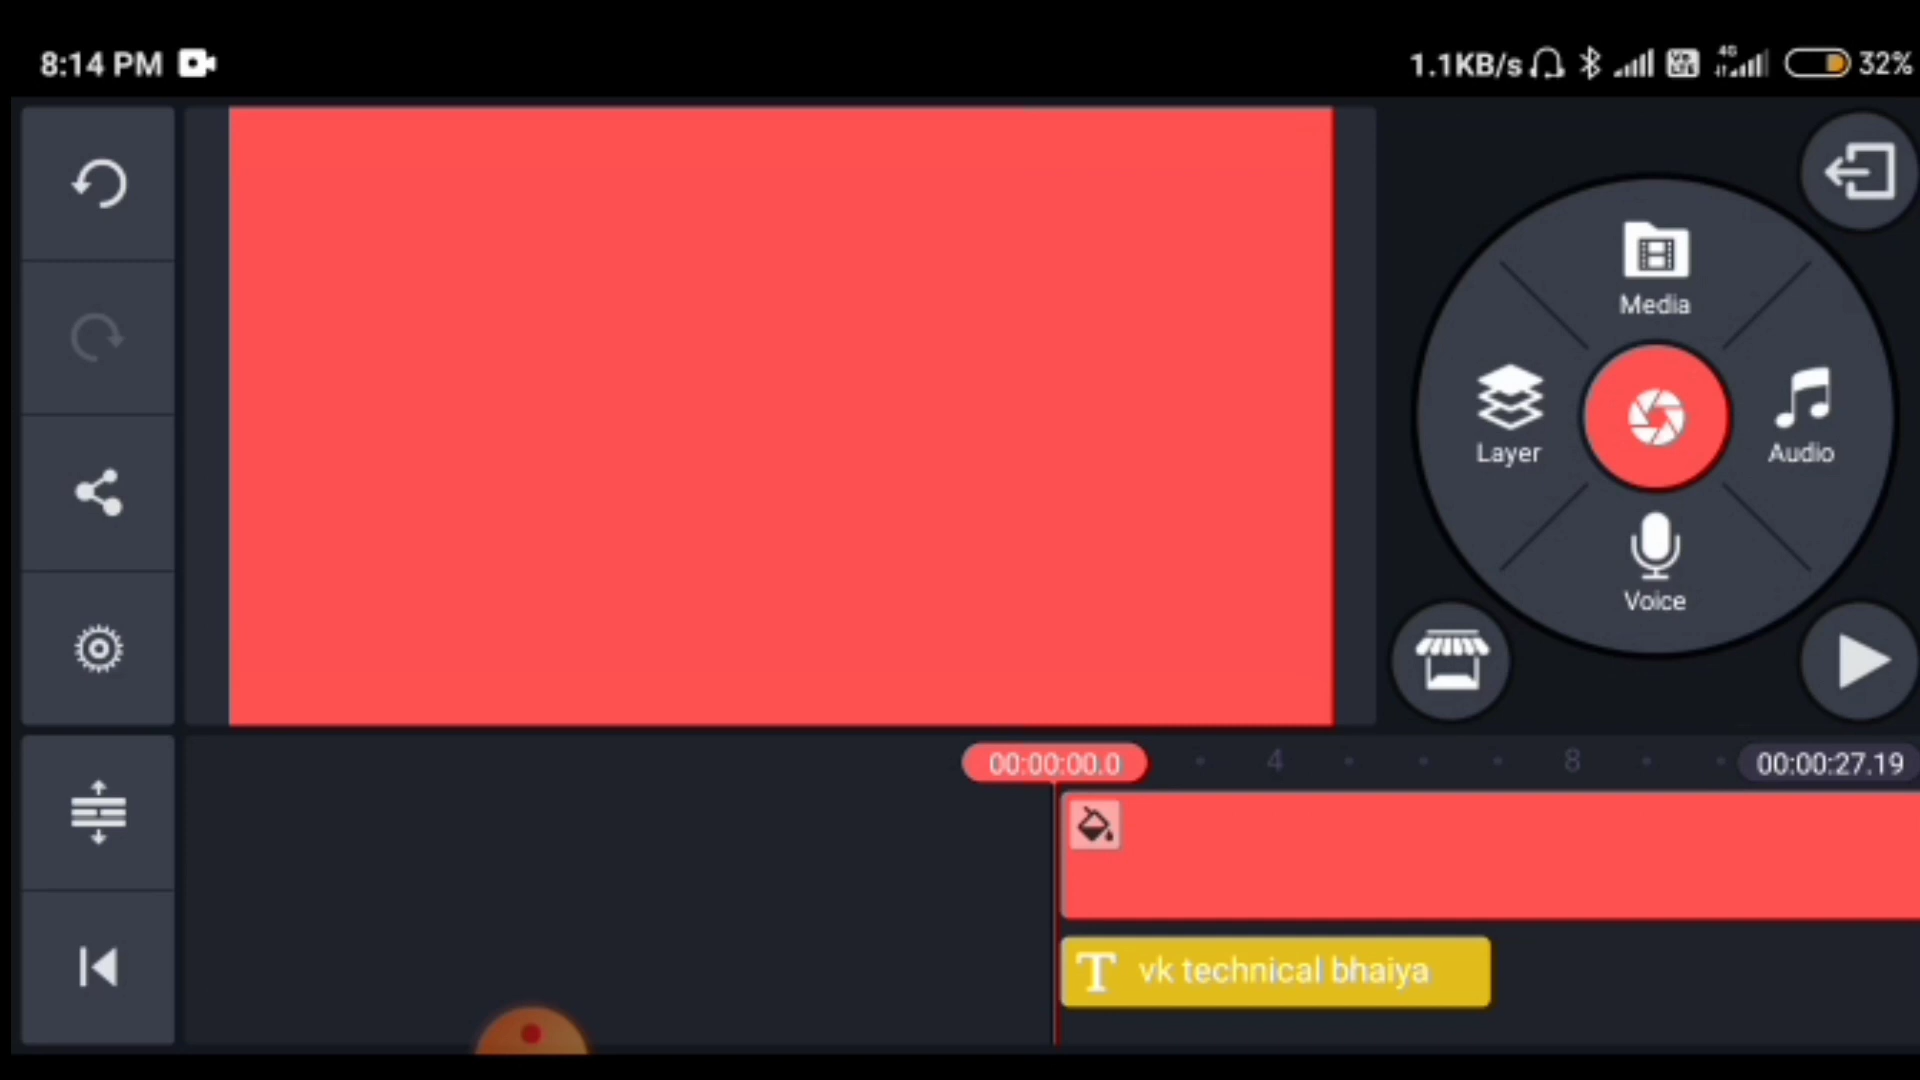 8:14 PM
1.1KB/s
4G
32%
Media
Layer
Audio
Voice
00:00:00.0
4
8
00:00:27.19
T vk technical bhaiya